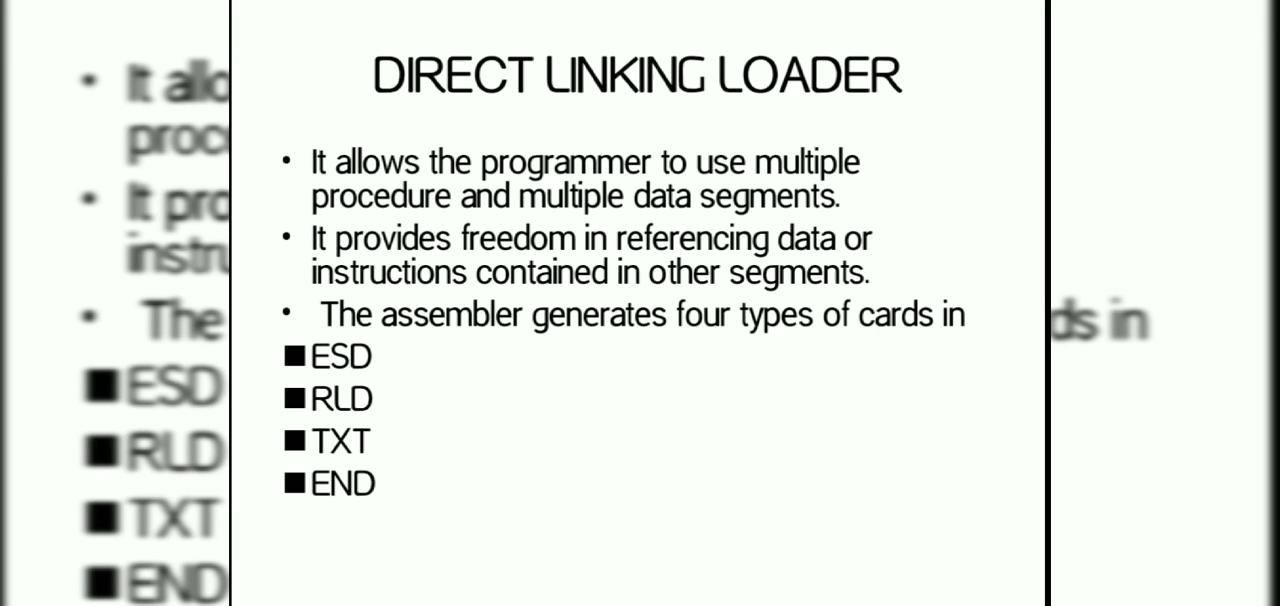 DIRECT LINKING LOADER
• It allows the programmer to use multiple
procedure and multiple data segments.
• It provides freedom in referencing data or
instructions contained in other segments.
• The assembler generates four types of cards in
■ESD
■RLD
■TXT
■END